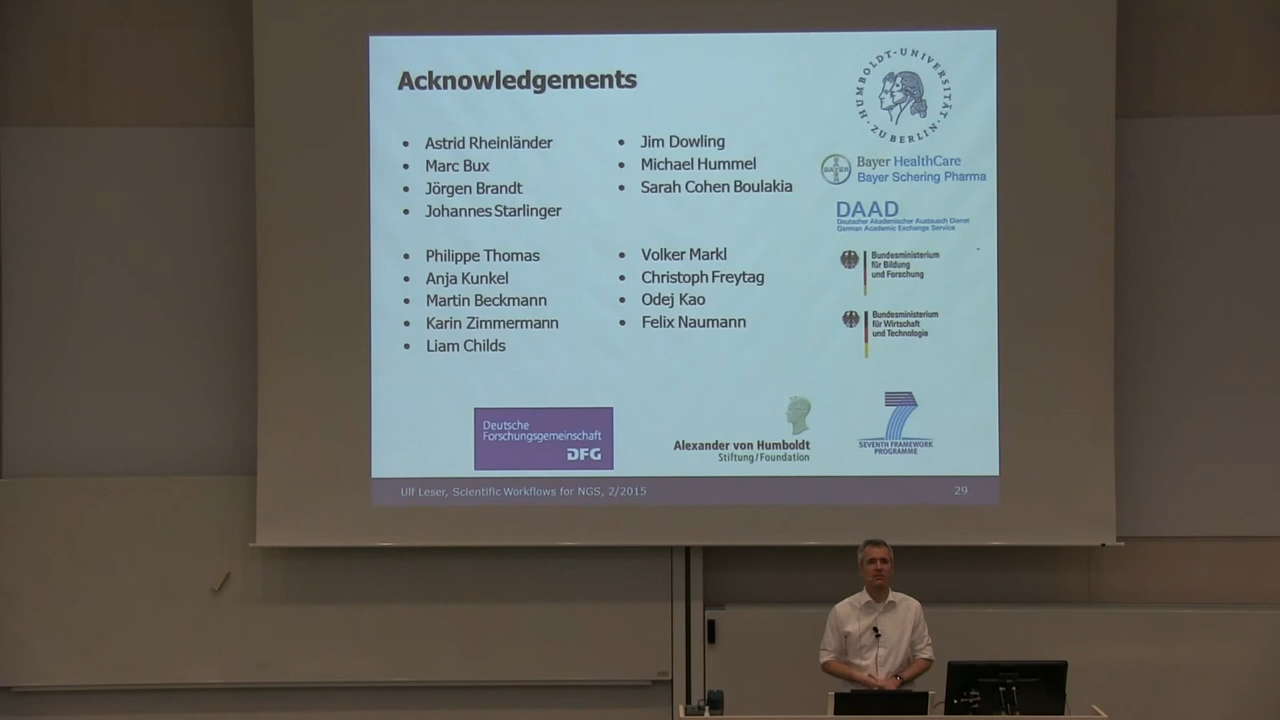 Acknowledgements
• Astrid Rheinländer
• Marc Bux
• Jörgen Brandt
• Johannes Starlinger
• Philippe Thomas
• Anja Kunkel
• Martin Beckmann
• Karin Zimmermann
• Liam Childs
• Jim Dowling
• Michael Hummel
• Sarah Cohen Boulakia
• Volker Markl
• Christoph Freytag
• Odej Kao
• Felix Naumann
HUMBOLDT-UNIVERSITÄT
ZU BERLIN
BAYER
Bayer HealthCare
Bayer Schering Pharma
DAAD
Deutscher Akademischer Austausch Dienst
German Academic Exchange Service
Bundesministerium
für Bildung
und Forschung
Bundesministerium
für Wirtschaft
und Technologie
Deutsche
Forschungsgemeinschaft
DFG
Alexander von Humboldt
Stiftung/Foundation
7
SEVENTH FRAMEWORK
PROGRAMME
Ulf Leser, Scientific Workflows for NGS, 2/2015
29